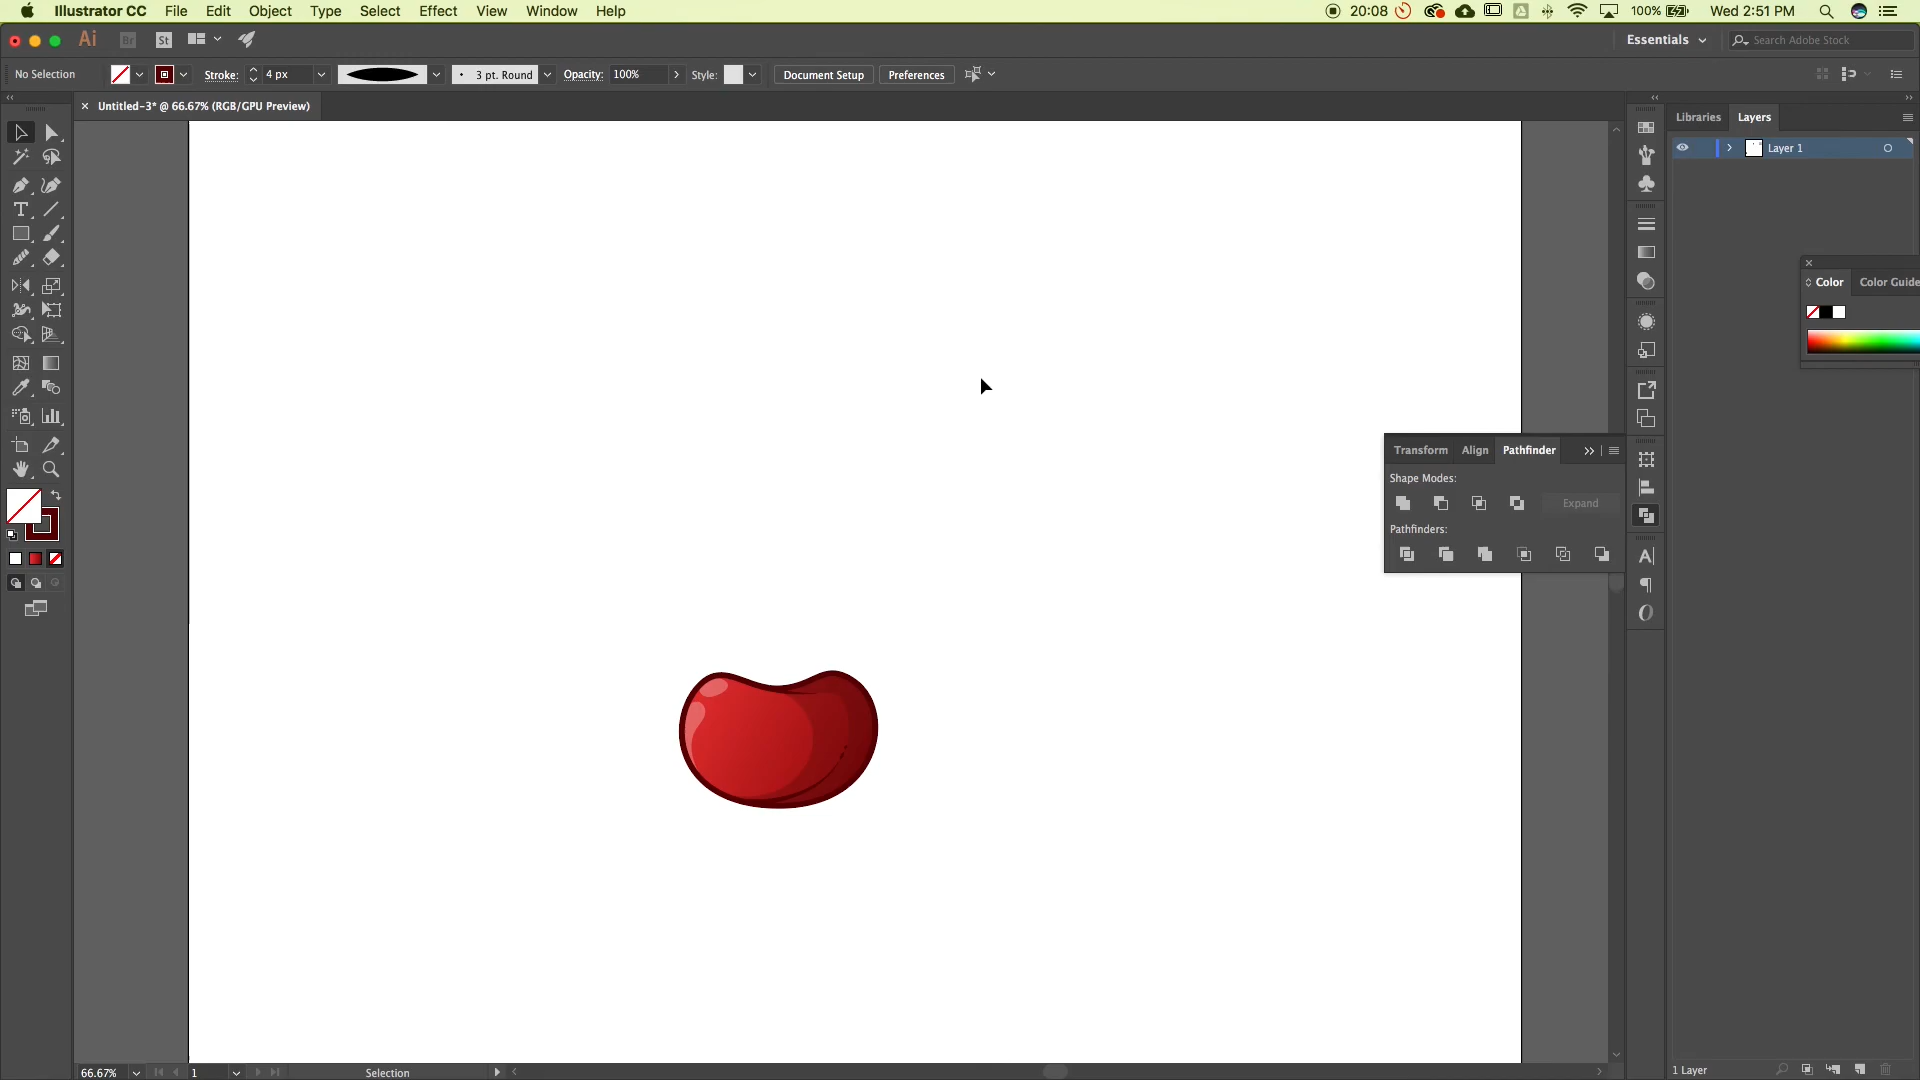 Illustrator CC File Edit Object Type Select Effect View Window Help 20:08 100% Wed 2:51 PM
Ai Br St Essentials Search Adobe Stock
No Selection Stroke: 4 px 3 pt. Round Opacity: 100% Style: Document Setup Preferences
Untitled-3* @ 66.67% (RGB/GPU Preview)
Libraries Layers
Layer 1
Color Color Guide
Transform Align Pathfinder
Shape Modes:
Expand
Pathfinders:
66.67% 1 Selection 1 Layer